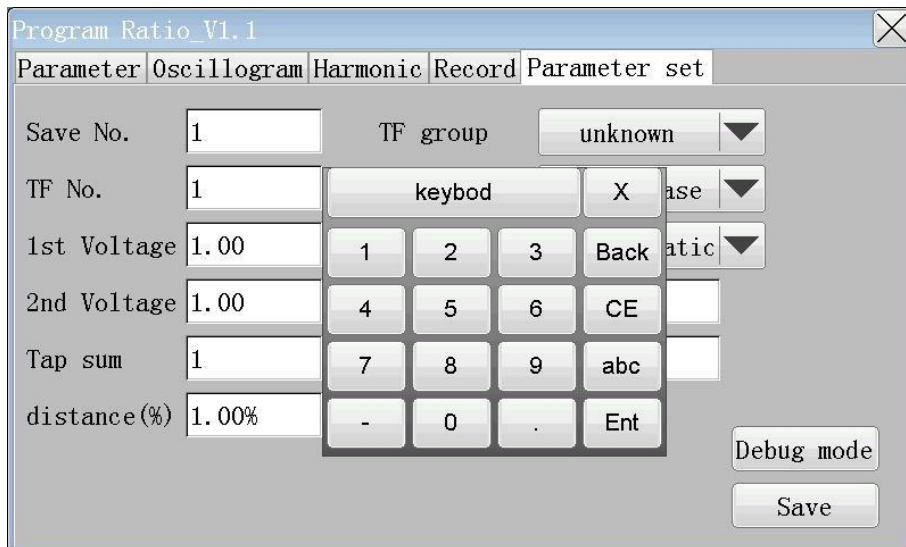 Program Ratio_V1.1
Parameter Oscillogram Harmonic Record Parameter set
Save No. 1 TF group unknown
TF No. 1
keybod X
1st Voltage 1.00
1 2 3 Back
2nd Voltage 1.00
4 5 6 CE
Tap sum 1
7 8 9 abc
distance(%) 1.00%
- 0 . Ent
Debug mode
Save